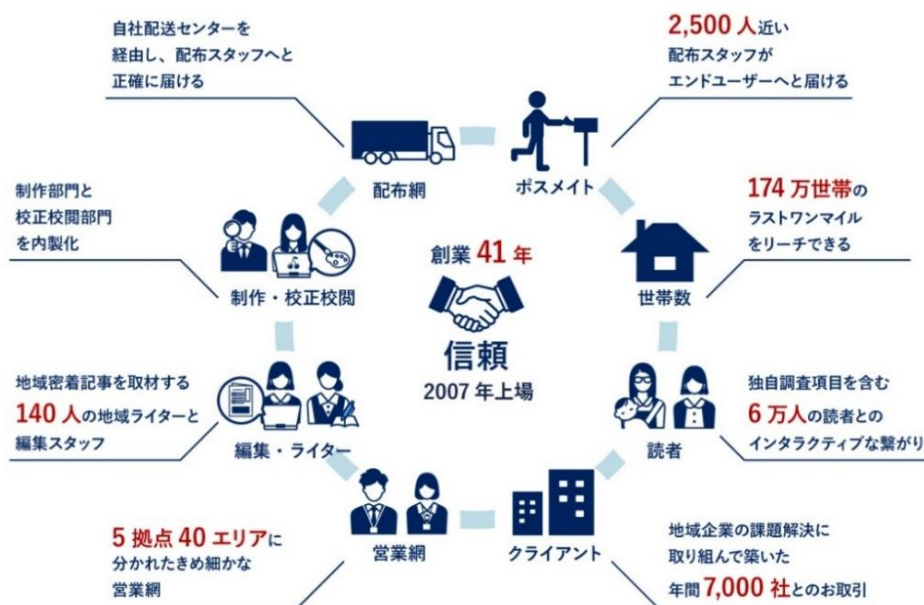 自社配送センターを
経由し、配布スタッフへと
正確に届ける
配布網
2,500 人近い
配布スタッフが
エンドユーザーへと届ける
ポスメイト
174 万世帯の
ラストワンマイル
をリーチできる
世帯数
独自調査項目を含む
6 万人の読者との
インタラクティブな繋がり
読者
地域企業の課題解決に
取り組んで築いた
年間 7,000 社とのお取引
クライアント
5 拠点 40 エリアに
分かれたきめ細かな
営業網
営業網
地域密着記事を取材する
140 人の地域ライターと
編集スタッフ
編集・ライター
制作部門と
校正校閲部門
を内製化
制作・校正校閲
創業 41 年
信頼
2007 年上場